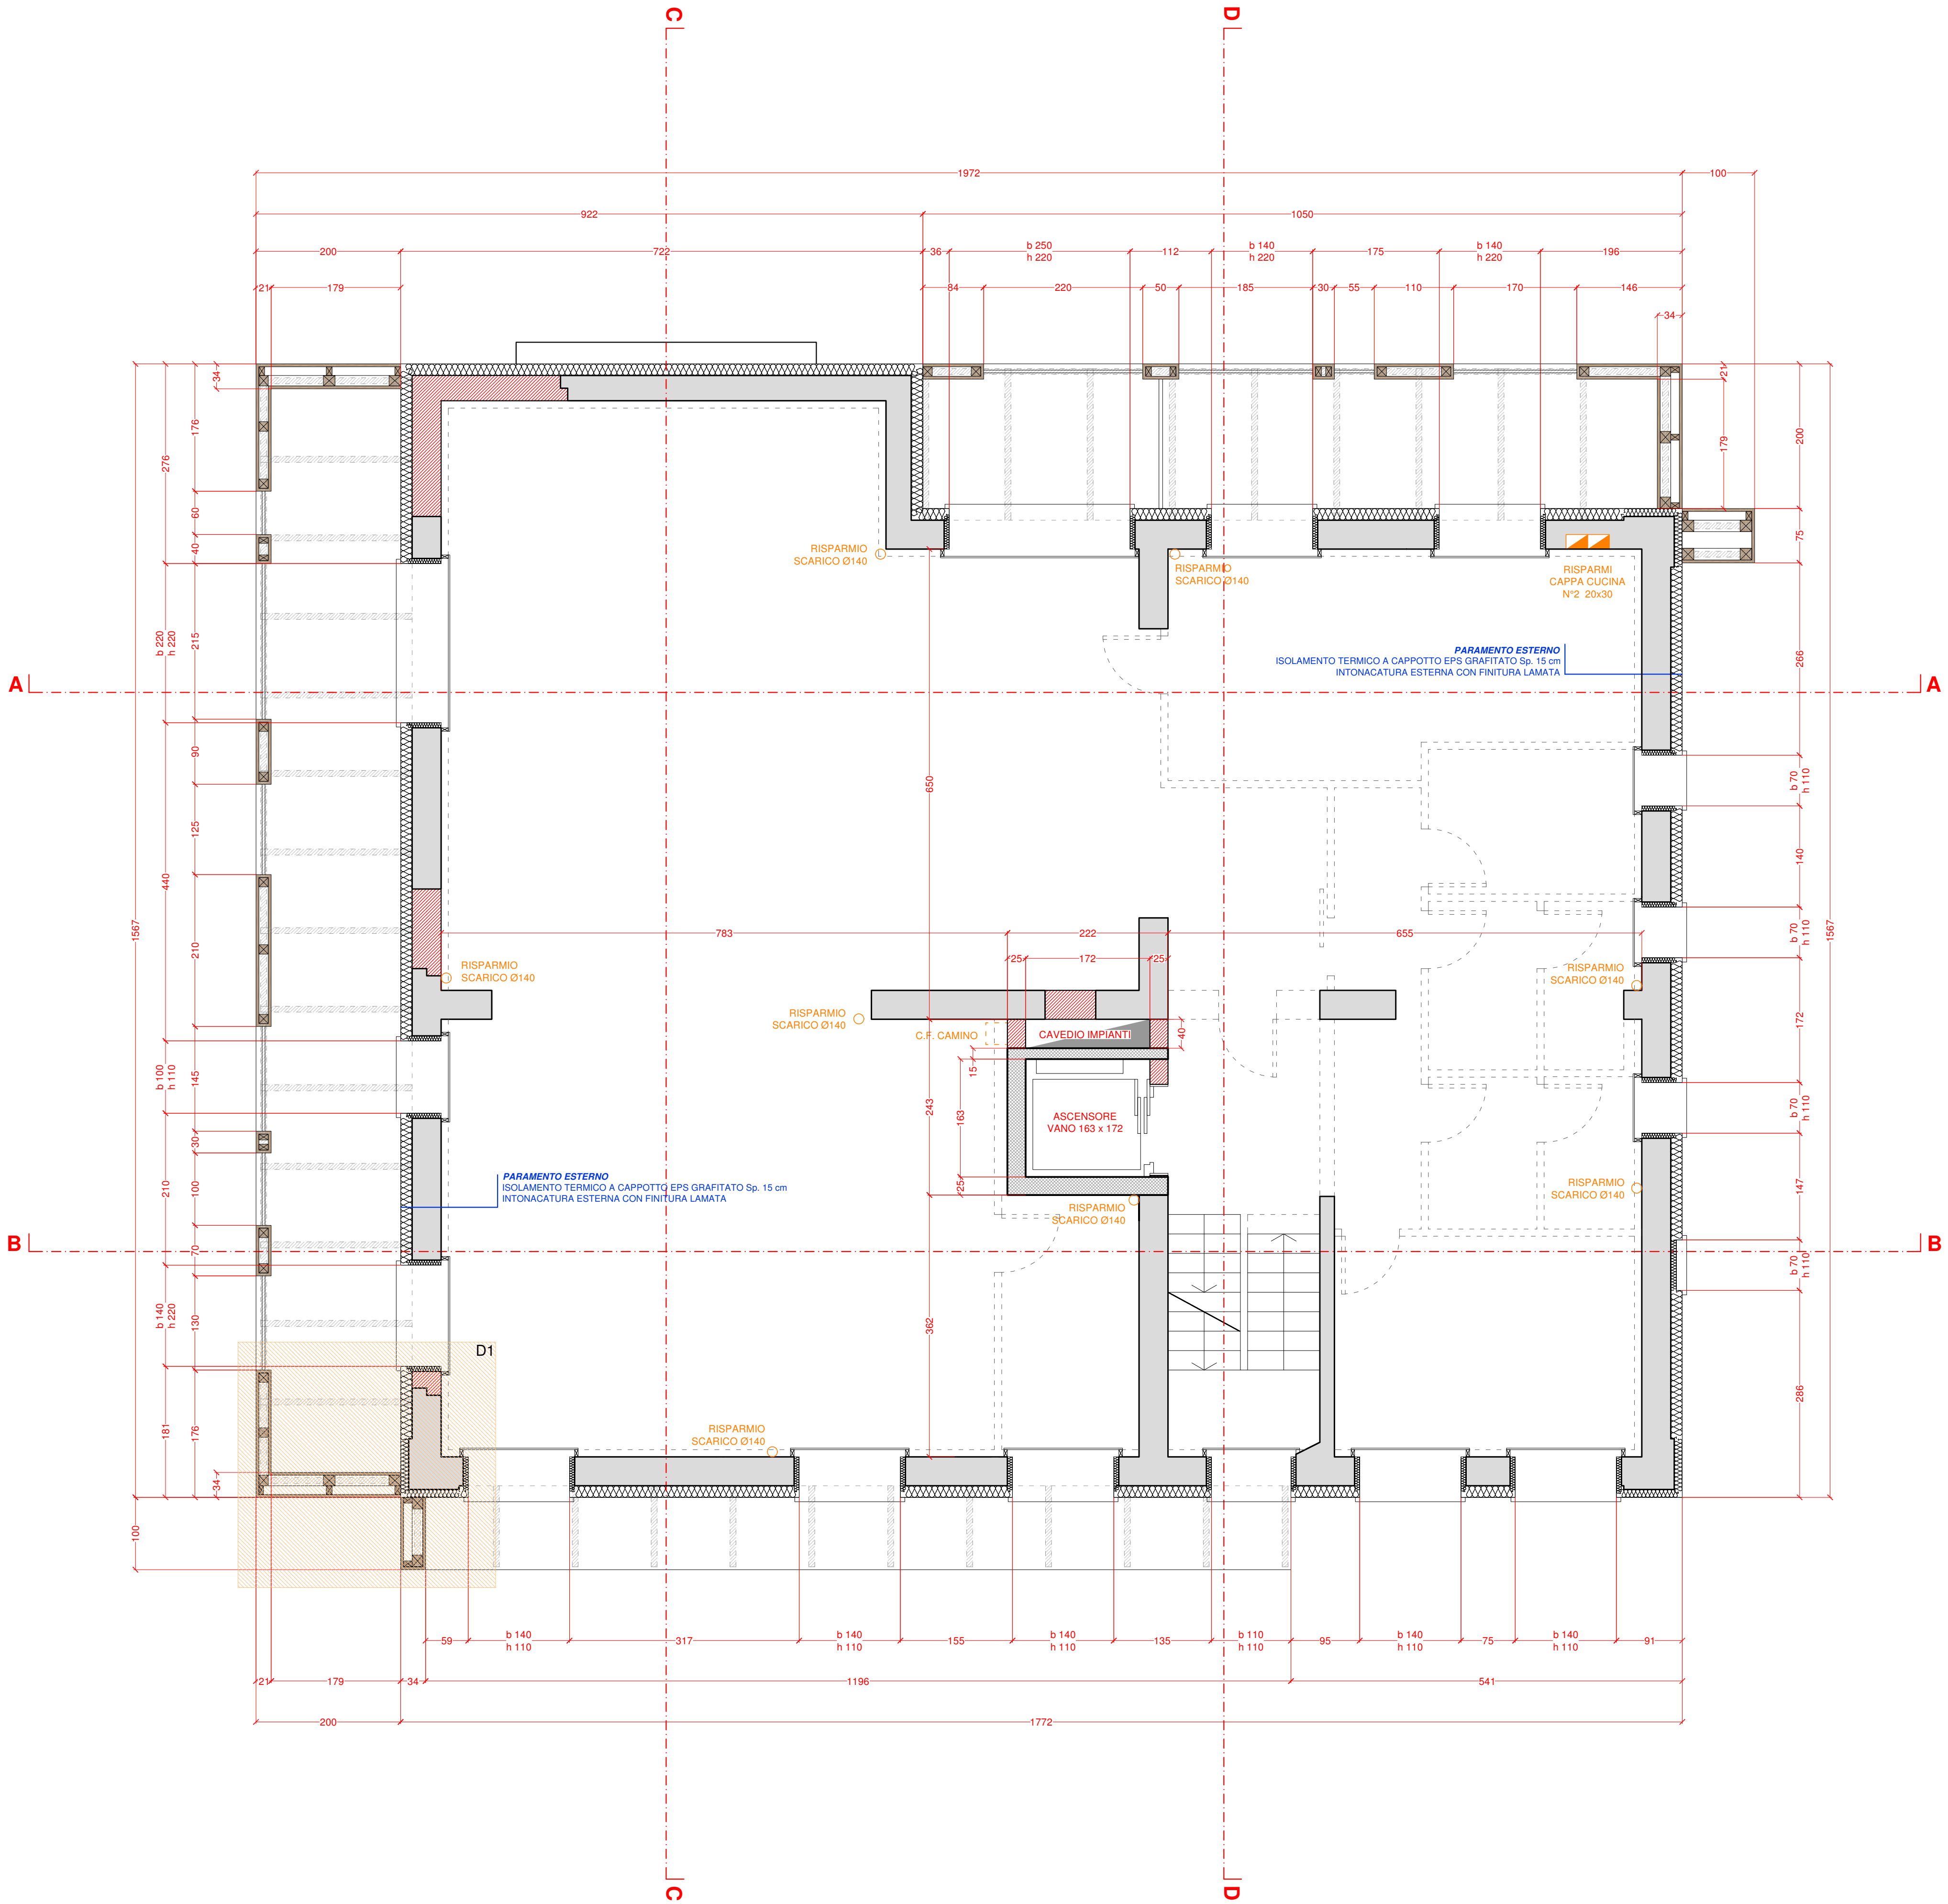 C
D
1972
100
922
1050
200
722
36
b 250
h 220
112
b 140
h 220
175
b 140
h 220
196
21
179
84
220
50
185
30
55
110
170
146
34
34
21
176
276
200
179
60
40
75
RISPARMIO
SCARICO Ø140
RISPARMIO
SCARICO Ø140
RISPARMI
CAPPA CUCINA
N°2 20x30
b 220
h 220
215
PARAMENTO ESTERNO
ISOLAMENTO TERMICO A CAPPOTTO EPS GRAFITATO Sp. 15 cm
INTONACATURA ESTERNA CON FINITURA LAMATA
266
A
A
90
650
b 70
h 110
125
140
440
1567
210
783
222
655
b 70
h 110
1567
25
172
25
RISPARMIO
SCARICO Ø140
RISPARMIO
SCARICO Ø140
RISPARMIO
SCARICO Ø140
172
C.F. CAMINO
CAVEDIO IMPIANTI
40
15
b 100
h 110
145
243
163
ASCENSORE
VANO 163 x 172
b 70
h 110
30
210
100
PARAMENTO ESTERNO
ISOLAMENTO TERMICO A CAPPOTTO EPS GRAFITATO Sp. 15 cm
INTONACATURA ESTERNA CON FINITURA LAMATA
25
RISPARMIO
SCARICO Ø140
RISPARMIO
SCARICO Ø140
147
B
B
70
b 70
h 110
b 140
h 220
130
362
D1
286
181
176
RISPARMIO
SCARICO Ø140
34
100
59
b 140
h 110
317
b 140
h 110
155
b 140
h 110
135
b 110
h 110
95
b 140
h 110
75
b 140
h 110
91
21
179
34
1196
541
200
1772
C
D